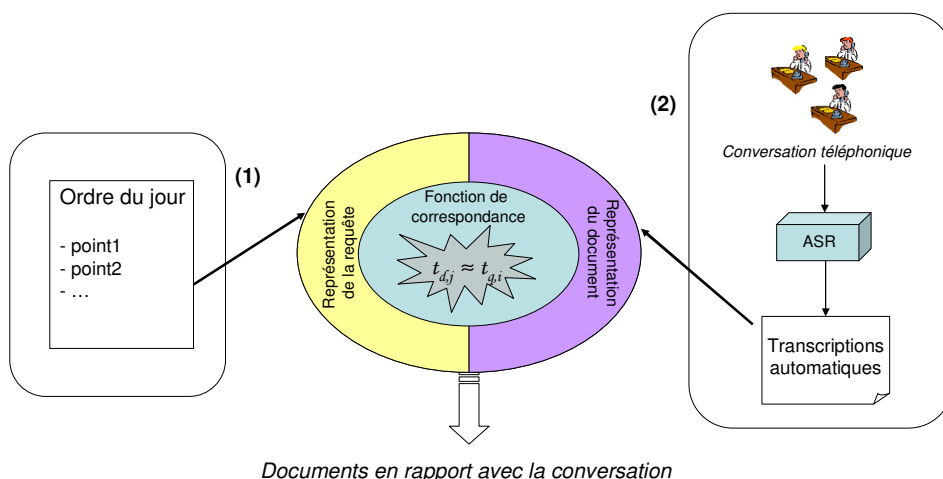 (1)
Ordre du jour
- point1
- point2
- ...
Représentation
de la requête
Fonction de
correspondance
t_{d,j} ≈ t_{q,i}
Représentation
du document
(2)
Conversation téléphonique
ASR
Transcriptions
automatiques
Documents en rapport avec la conversation